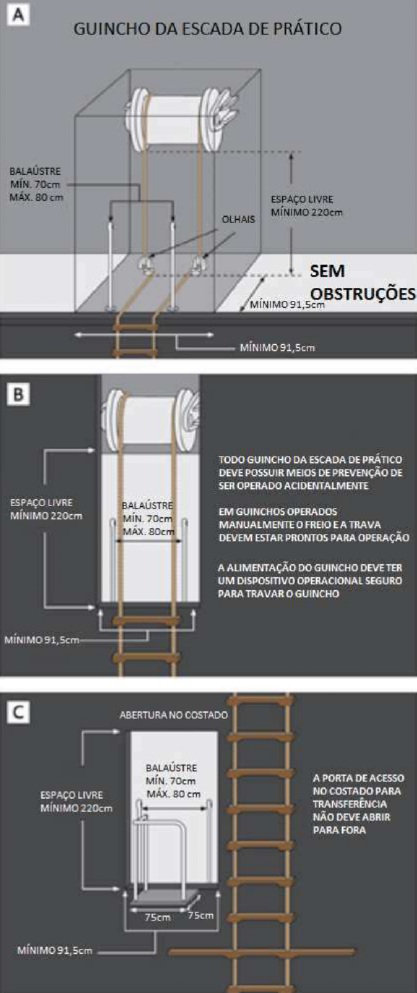 A
GUINCHO DA ESCADA DE PRÁTICO
BALAÚSTRE
MÍN. 70cm
MÁX. 80 cm
ESPAÇO LIVRE
MÍNIMO 220cm
OLHAIS
SEM
OBSTRUÇÕES
MÍNIMO 91,5cm
MÍNIMO 91,5cm
B
TODO GUINCHO DA ESCADA DE PRÁTICO
DEVE POSSUIR MEIOS DE PREVENÇÃO DE
SER OPERADO ACIDENTALMENTE
ESPAÇO LIVRE
MÍNIMO 220cm
BALAÚSTRE
MÍN. 70cm
MÁX. 80cm
EM GUINCHOS OPERADOS
MANUALMENTE O FREIO E A TRAVA
DEVEM ESTAR PRONTOS PARA OPERAÇÃO
A ALIMENTAÇÃO DO GUINCHO DEVE TER
UM DISPOSITIVO OPERACIONAL SEGURO
PARA TRAVAR O GUINCHO
MÍNIMO 91,5cm
C
ABERTURA NO COSTADO
BALAÚSTRE
MÍN. 70cm
MÁX. 80 cm
ESPAÇO LIVRE
MÍNIMO 220cm
A PORTA DE ACESSO
NO COSTADO PARA
TRANSFERÊNCIA
NÃO DEVE ABRIR
PARA FORA
75cm
75cm
MÍNIMO 91,5cm